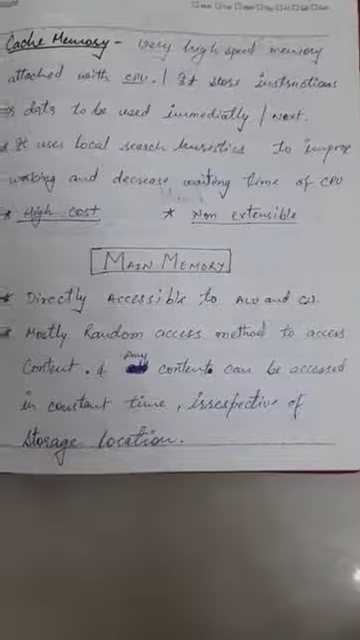 Cache Memory - Very high speed memory
attached with CPU. | It store instructions
& data to be used immediately / Next.
* It uses local search heuristics To improve
working and decrease waiting time of CPU
* High cost * Non extensible
MAIN MEMORY
* Directly Accessible to ALU and CU.
* Mostly Random access method to access
Content. & any content can be accessed
in constant time, irrespective of
Storage location.